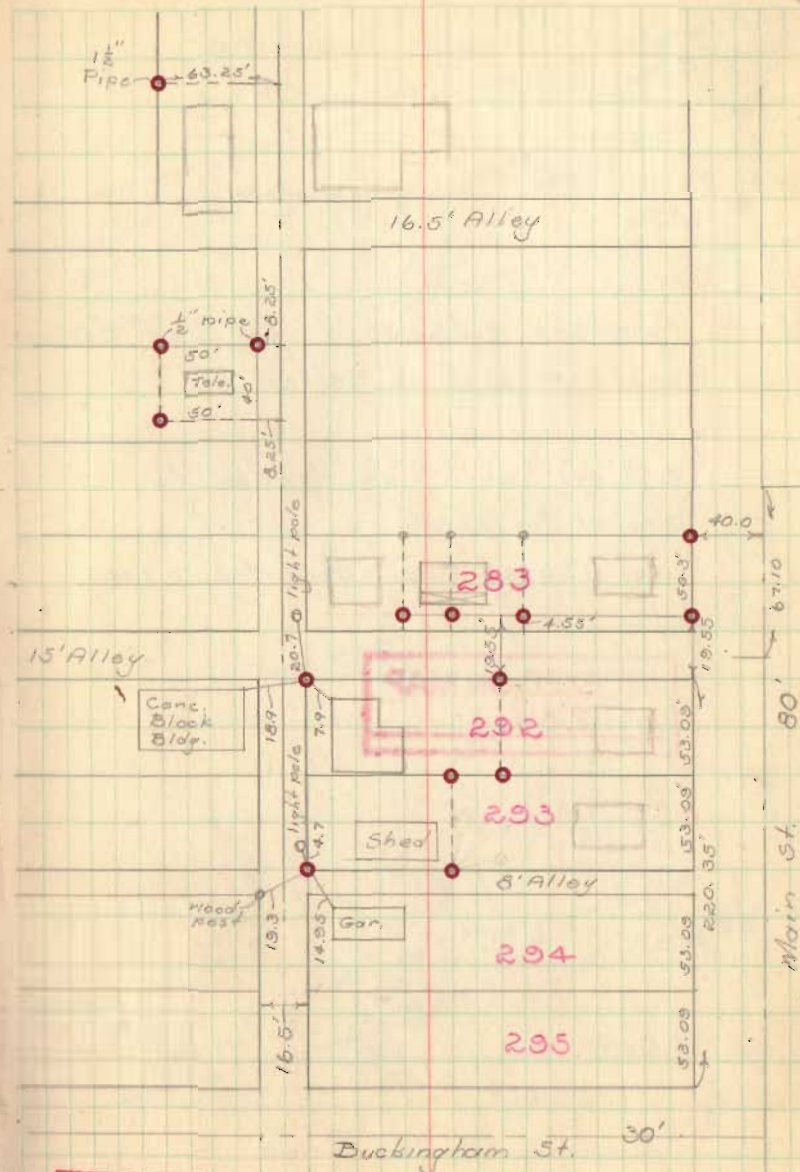 1½"
Pipe
63.25'
16.5' Alley
8.25'
½" pipe
50'
Tele.
40'
50'
8.25'
light pole
40.0
283
50.3'
67.10
4.55'
19.55'
19.55
20.7
15' Alley
Conc.
Block
Bldg.
18.9
7.9
292
53.09'
80'
light pole
4.7
293
53.09'
Shed
8' Alley
220.35'
Wood
post
19.3
14.95
Gar.
294
53.09
Main St.
16.5'
295
53.09
30'
Buckingham St.